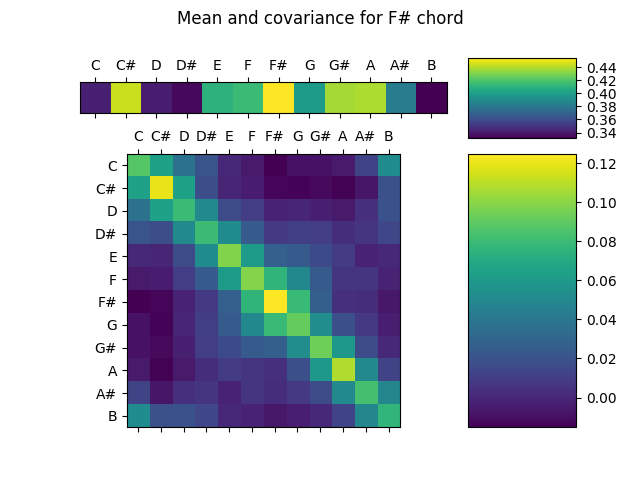 Mean and covariance for F# chord
C C# D D# E F F# G G# A A# B
0.44
0.42
0.40
0.38
0.36
0.34
C C# D D# E F F# G G# A A# B
C
C#
D
D#
E
F
F#
G
G#
A
A#
B
0.12
0.10
0.08
0.06
0.04
0.02
0.00